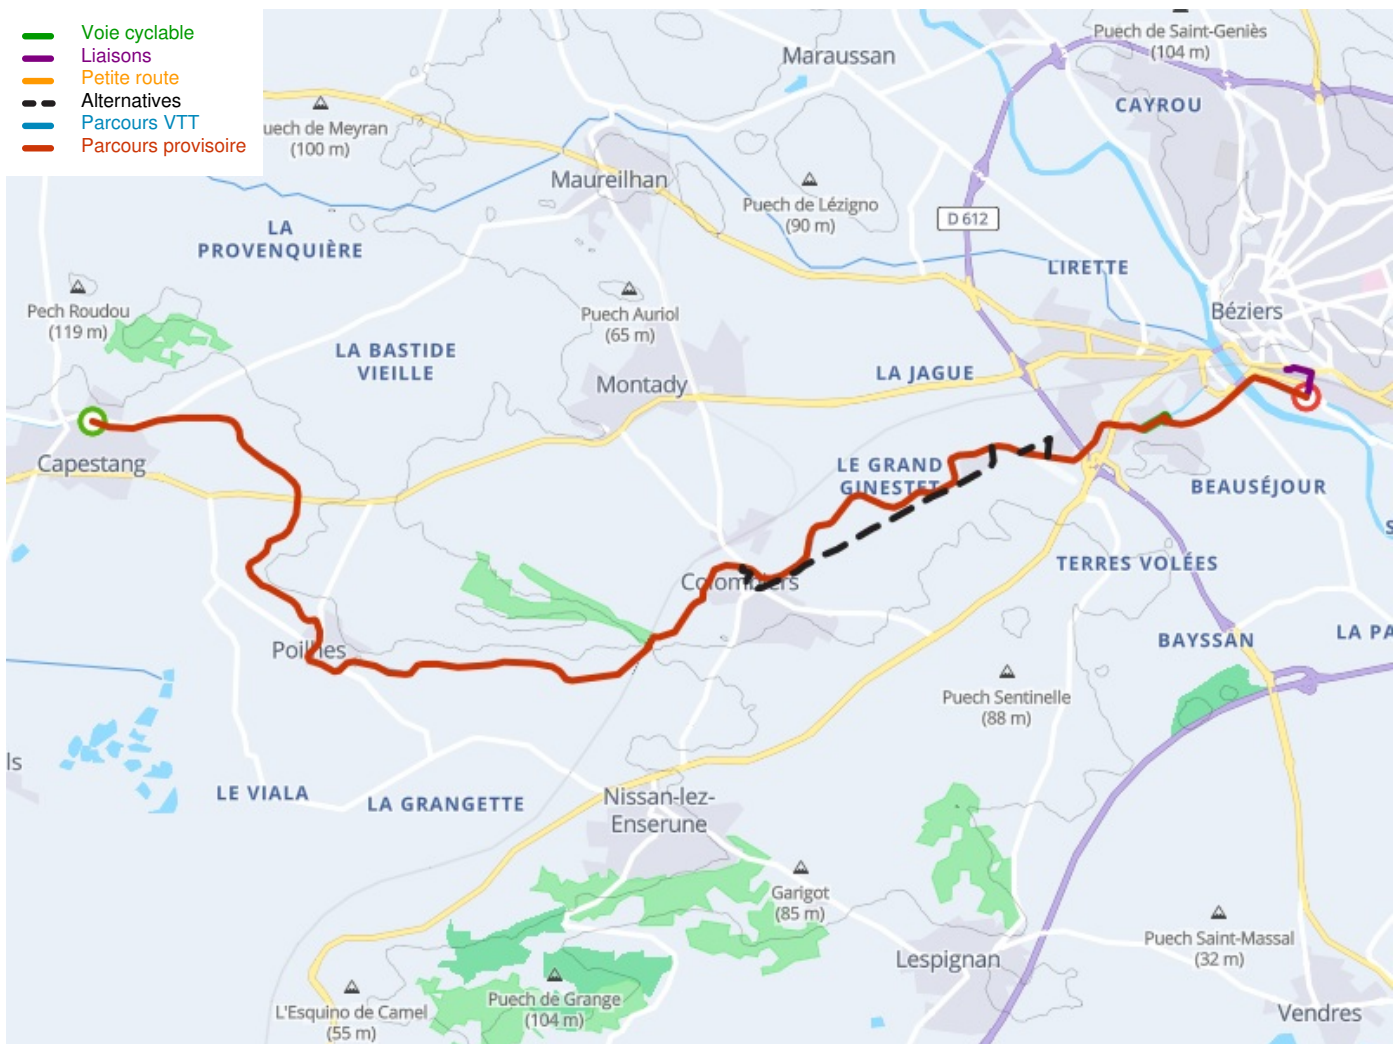 Voie cyclable
Liaisons
Petite route
Alternatives
Parcours VTT
Parcours provisoire
Puech de Saint-Geniès
(104 m)
Maraussan
CAYROU
uech de Meyran
(100 m)
Maureilhan
Puech de Lézigno
(90 m)
D 612
LA
PROVENQUIÈRE
LIRETTE
Pech Roudou
(119 m)
Puech Auriol
(65 m)
Béziers
LA BASTIDE
VIEILLE
Montady
LA JAGUE
Capestang
LE GRAND
GINESTET
BEAUSÉJOUR
S
Colombiers
TERRES VOLÉES
Poilhes
BAYSSAN
LA PA
Puech Sentinelle
(88 m)
ls
LE VIALA
LA GRANGETTE
Nissan-lez-
Enserune
Garigot
(85 m)
Lespignan
Puech Saint-Massal
(32 m)
L'Esquino de Camel
(55 m)
Puech de Grange
(104 m)
Vendres